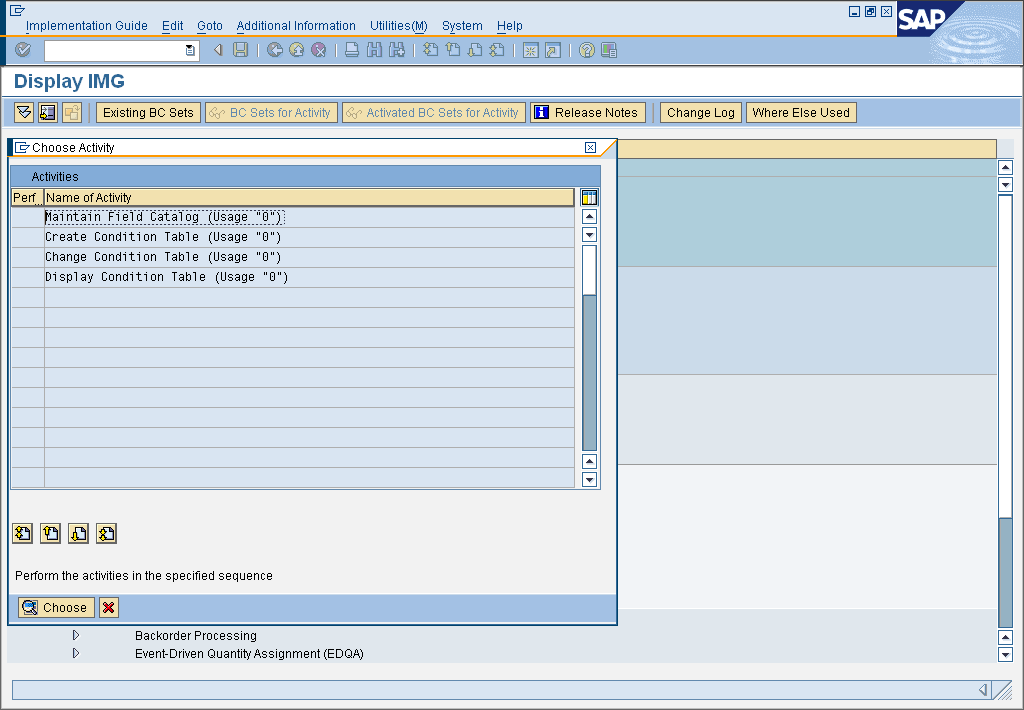 Implementation Guide Edit Goto Additional Information Utilities(M) System Help
SAP
Display IMG
Existing BC Sets BC Sets for Activity Activated BC Sets for Activity Release Notes Change Log Where Else Used
Choose Activity
Activities
Perf... Name of Activity
Maintain Field Catalog (Usage "0")
Create Condition Table (Usage "0")
Change Condition Table (Usage "0")
Display Condition Table (Usage "0")
Perform the activities in the specified sequence
Choose
Backorder Processing
Event-Driven Quantity Assignment (EDQA)